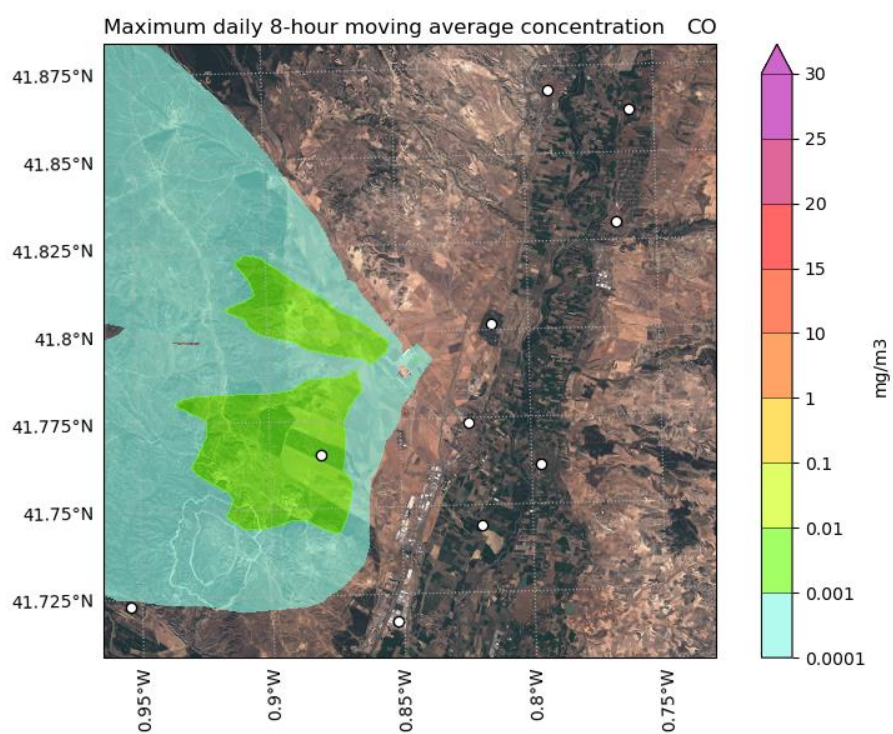 Maximum daily 8-hour moving average concentration CO
41.875°N
41.85°N
41.825°N
41.8°N
41.775°N
41.75°N
41.725°N
0.95°W
0.9°W
0.85°W
0.8°W
0.75°W
30
25
20
15
10
1
0.1
0.01
0.001
0.0001
mg/m3